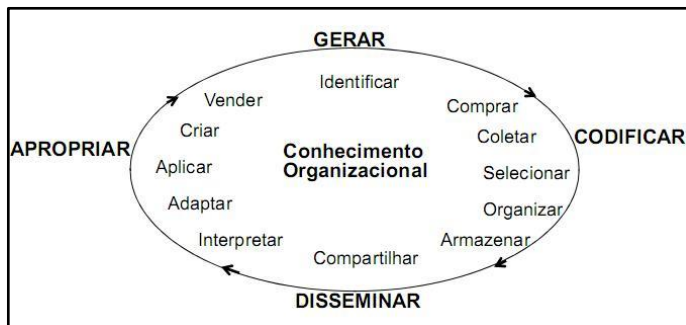 GERAR
Identificar
Vender
Comprar
Criar
Coletar
APROPRIAR
Conhecimento
Organizacional
CODIFICAR
Aplicar
Selecionar
Adaptar
Organizar
Interpretar
Armazenar
Compartilhar
DISSEMINAR